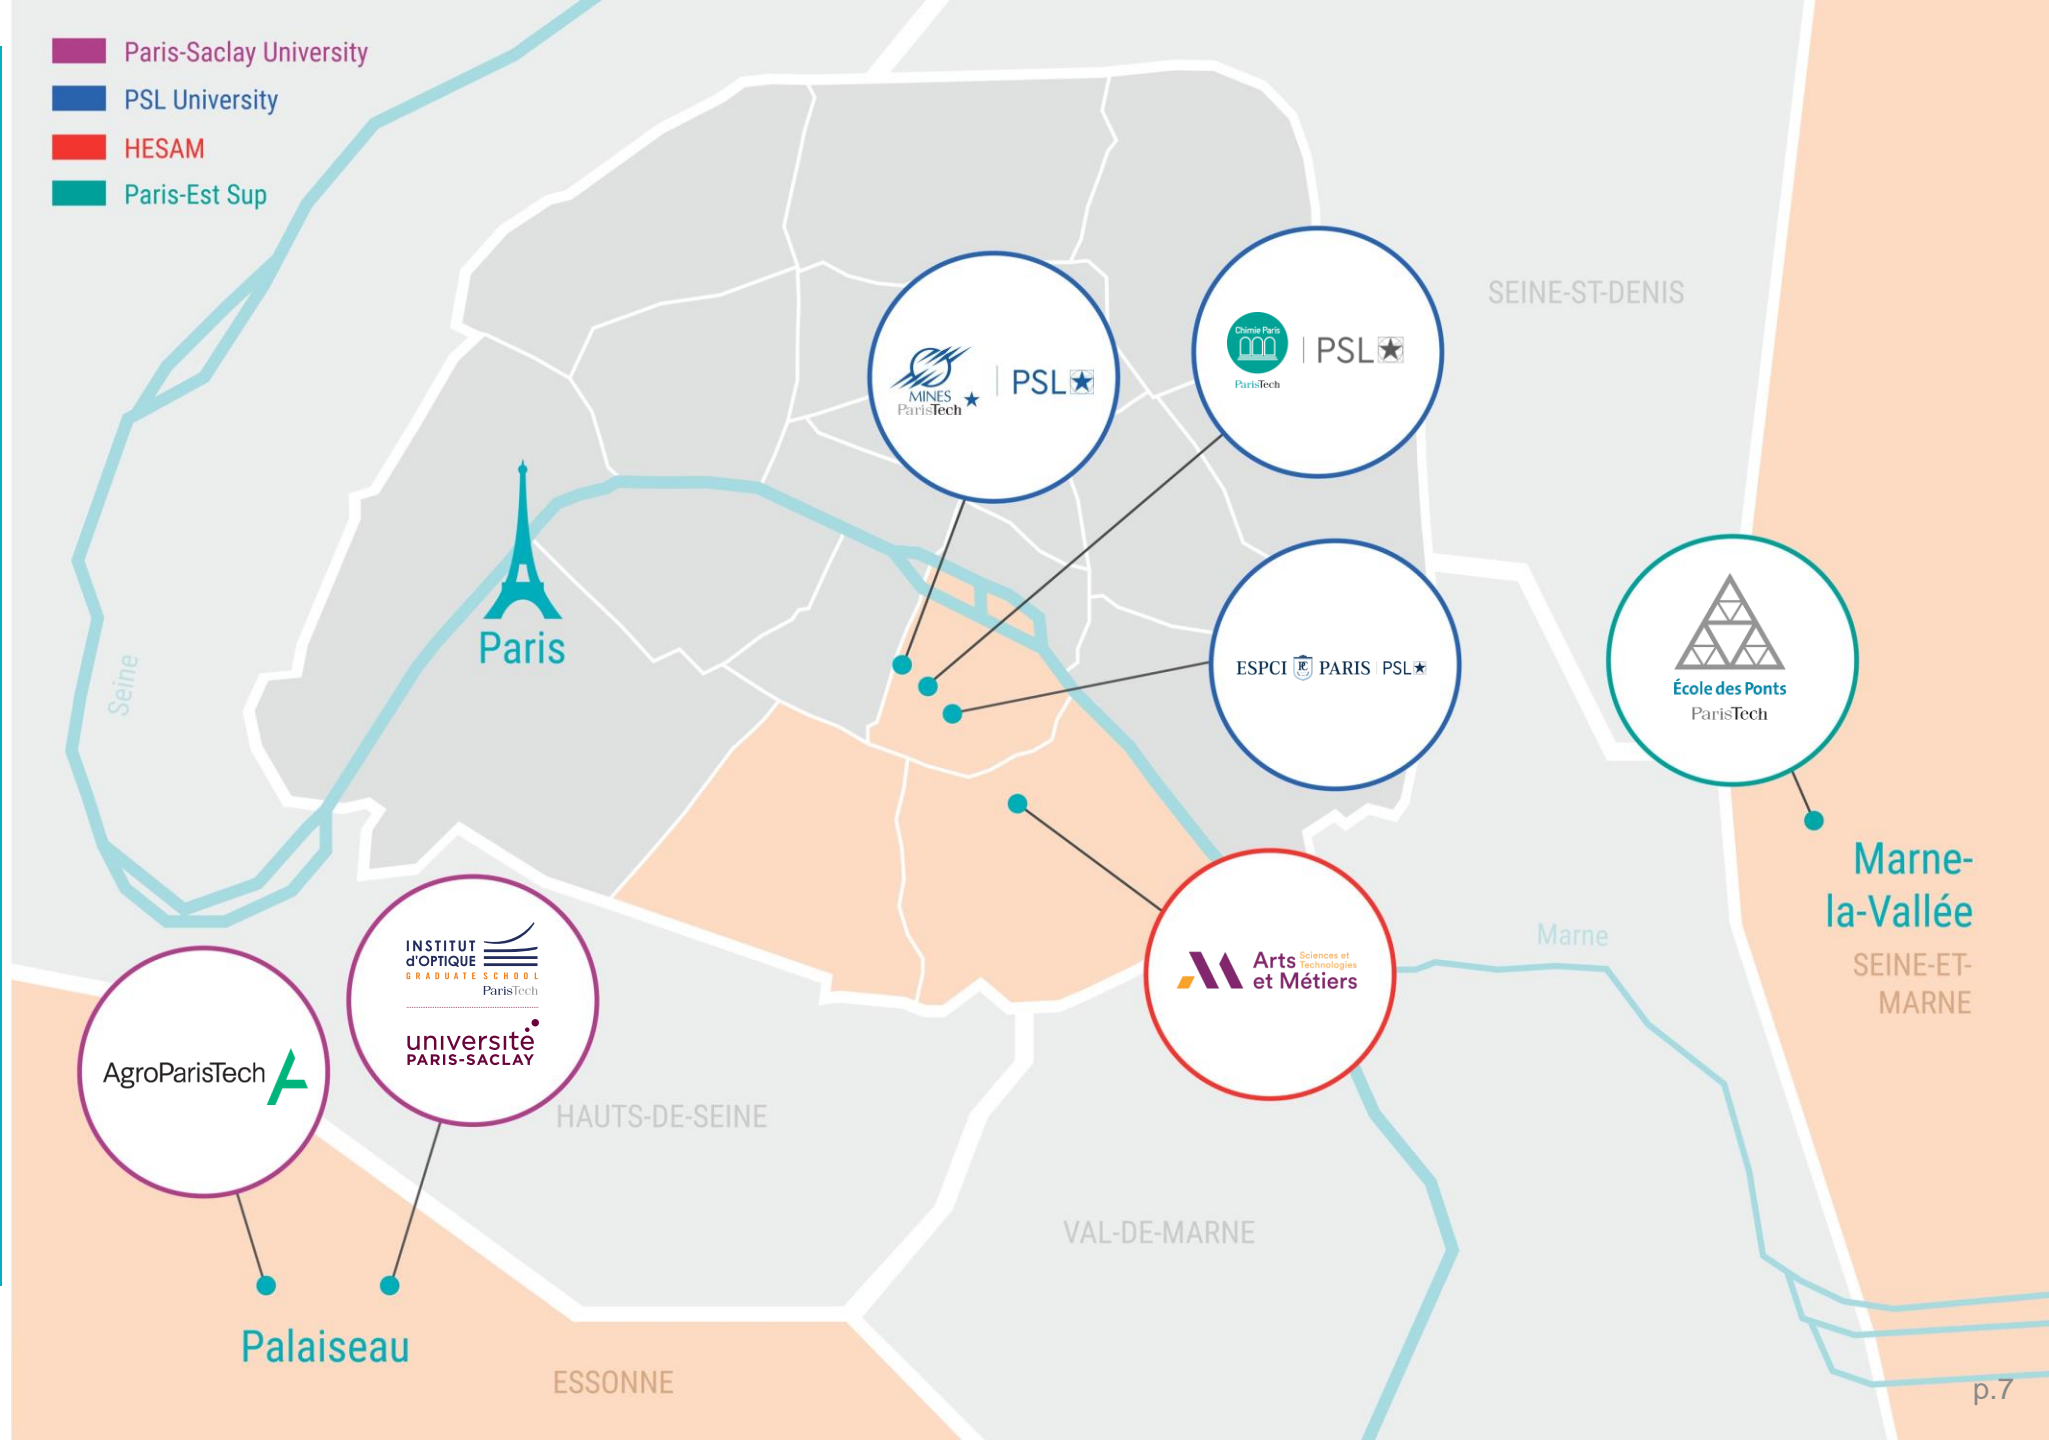 Paris-Saclay University
PSL University
HESAM
Paris-Est Sup
SEINE-ST-DENIS
Chimie Paris
ParisTech
PSL
MINES
ParisTech
PSL
Paris
Seine
ESPCI PC PARIS PSL
École des Ponts
ParisTech
Marne-
la-Vallée
SEINE-ET-
MARNE
Marne
Arts Sciences et
Technologies
et Métiers
INSTITUT
d'OPTIQUE
GRADUATE SCHOOL
ParisTech
université
PARIS-SACLAY
AgroParisTech
HAUTS-DE-SEINE
VAL-DE-MARNE
Palaiseau
ESSONNE
p.7